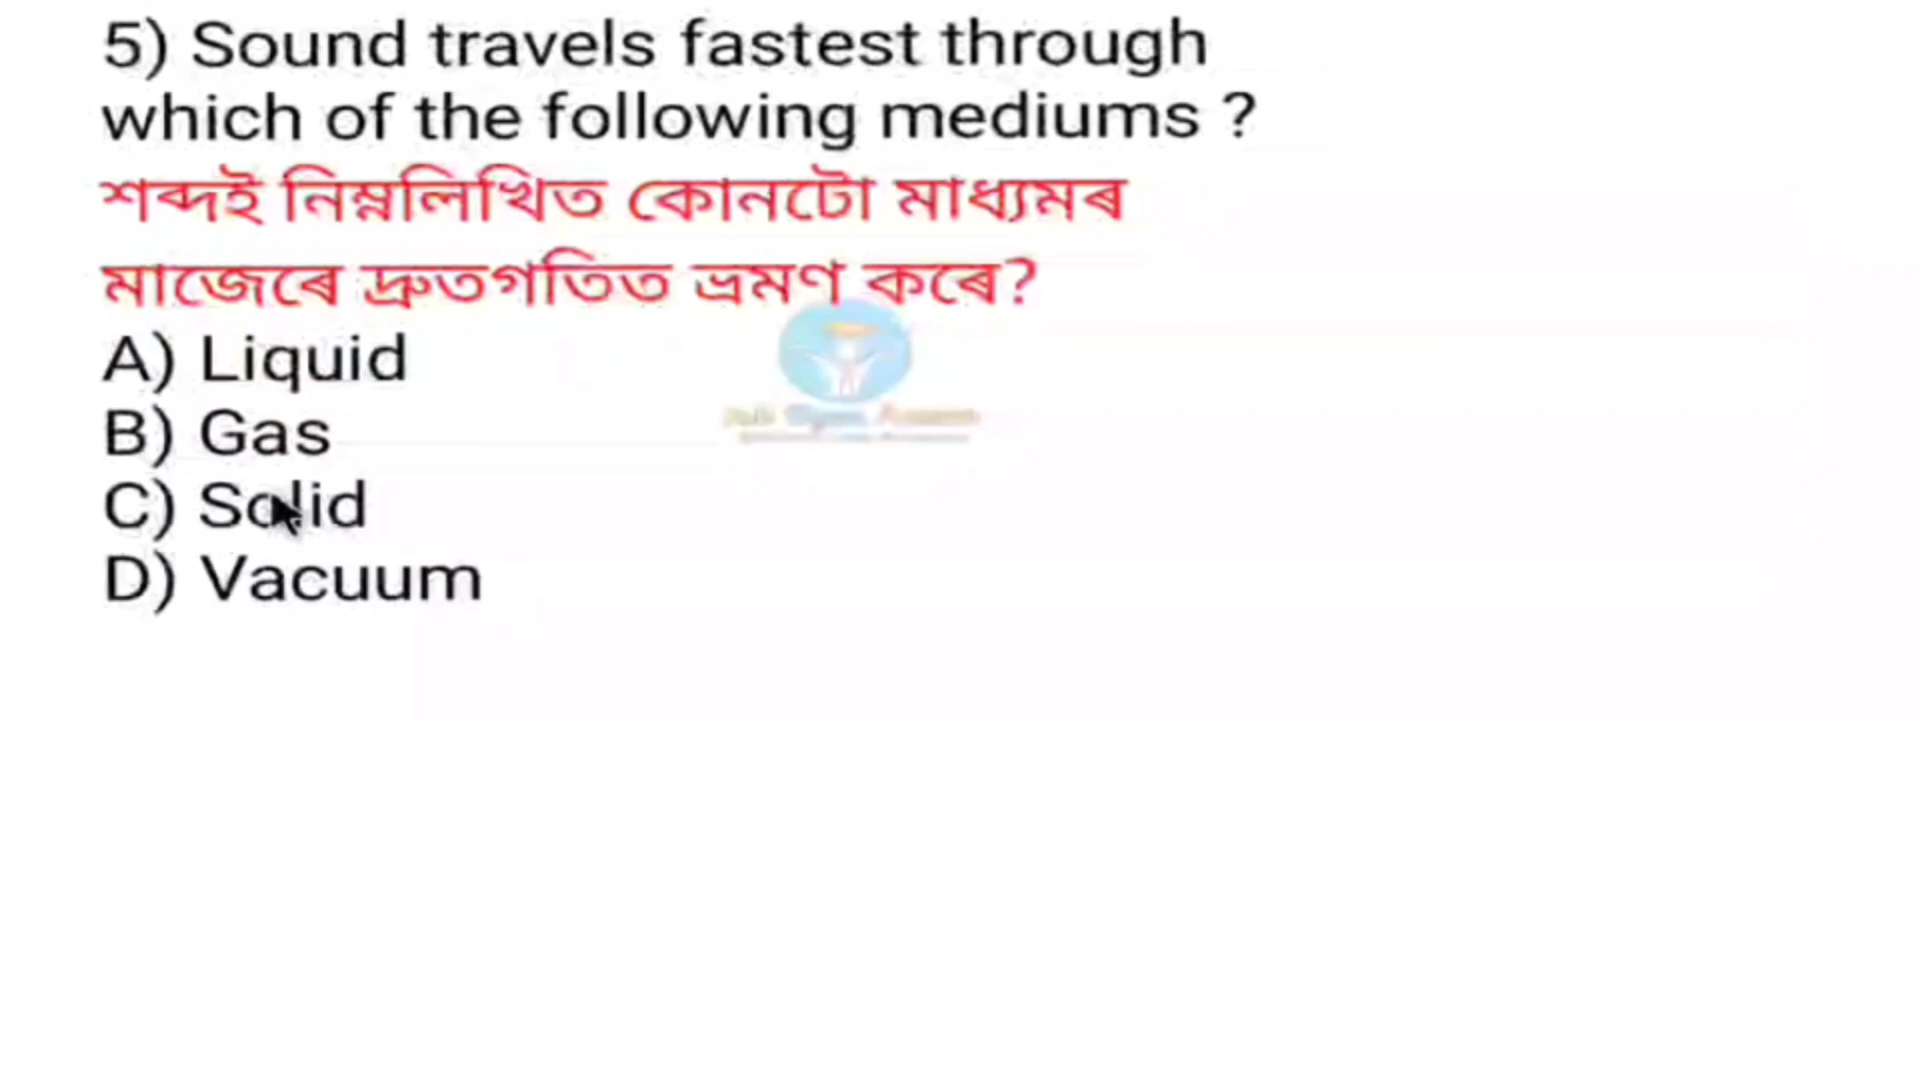 5) Sound travels fastest through
which of the following mediums ?
শব্দই নিম্নলিখিত কোনটো মাধ্যমৰ
মাজেৰে দ্ৰুতগতিত ভ্ৰমণ কৰে?
A) Liquid
B) Gas
C) Solid
D) Vacuum